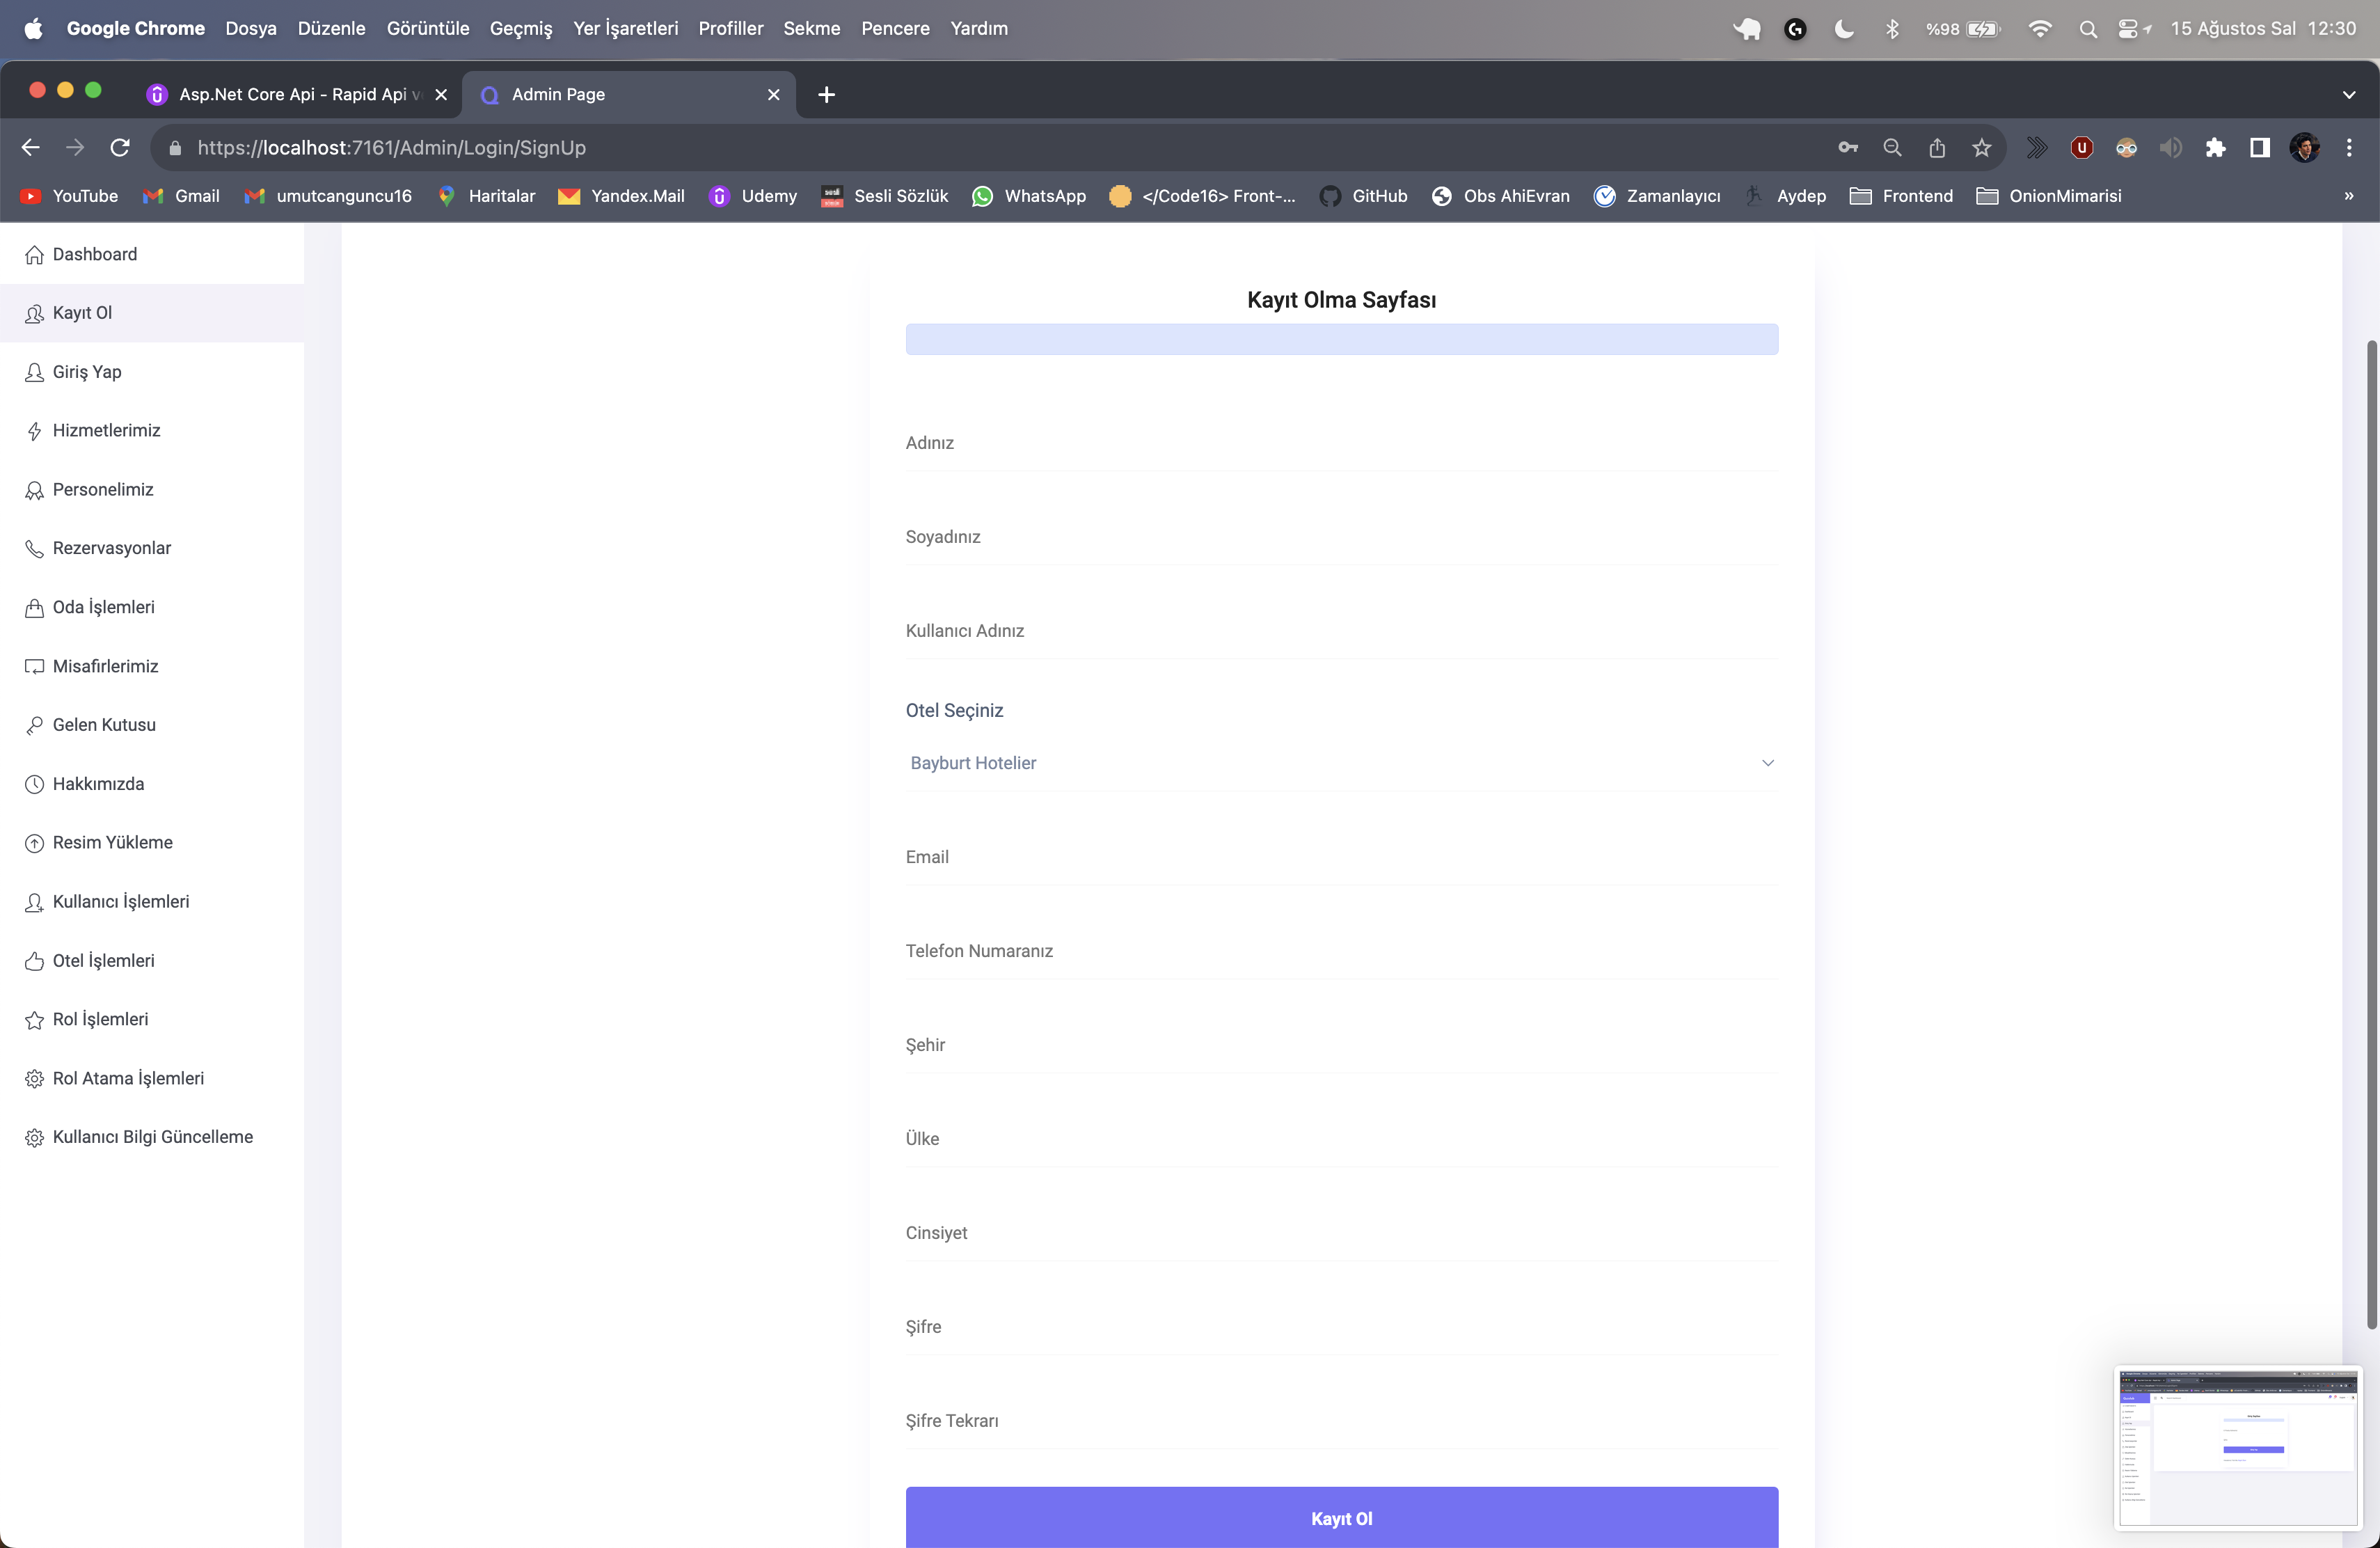 Google Chrome Dosya Düzenle Görüntüle Geçmiş Yer İşaretleri Profiller Sekme Pencere Yardım %98 15 Ağustos Sal 12:30
Asp.Net Core Api - Rapid Api v Admin Page
https://localhost:7161/Admin/Login/SignUp
YouTube Gmail umutcanguncu16 Haritalar Yandex.Mail Udemy Sesli Sözlük WhatsApp </Code16> Front-... GitHub Obs AhiEvran Zamanlayıcı Aydep Frontend OnionMimarisi »
Dashboard
Kayıt Ol
Giriş Yap
Hizmetlerimiz
Personelimiz
Rezervasyonlar
Oda İşlemleri
Misafirlerimiz
Gelen Kutusu
Hakkımızda
Resim Yükleme
Kullanıcı İşlemleri
Otel İşlemleri
Rol İşlemleri
Rol Atama İşlemleri
Kullanıcı Bilgi Güncelleme
Kayıt Olma Sayfası
Adınız
Soyadınız
Kullanıcı Adınız
Otel Seçiniz
Bayburt Hotelier
Email
Telefon Numaranız
Şehir
Ülke
Cinsiyet
Şifre
Şifre Tekrarı
Kayıt Ol